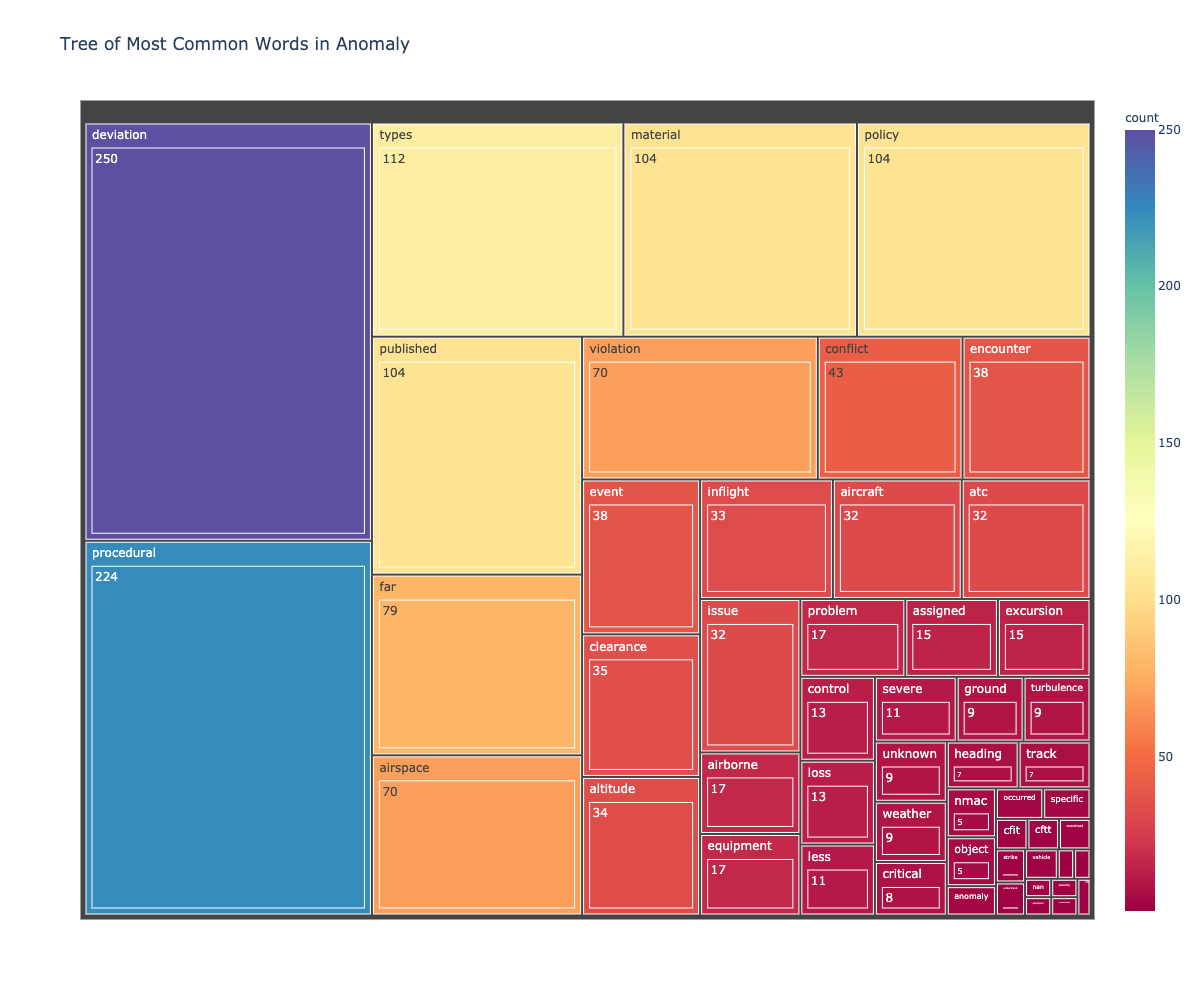 Tree of Most Common Words in Anomaly
count
250
200
150
100
50
deviation
250
types
112
material
104
policy
104
published
104
violation
70
conflict
43
encounter
38
event
38
inflight
33
aircraft
32
atc
32
procedural
224
far
79
clearance
35
issue
32
problem
17
assigned
15
excursion
15
control
13
severe
11
ground
9
turbulence
9
airspace
70
altitude
34
airborne
17
loss
13
unknown
9
heading
7
track
7
equipment
17
less
11
weather
9
critical
8
nmac
5
object
5
anomaly
occurred
specific
cfit
cftt
strike
vehicle
nan